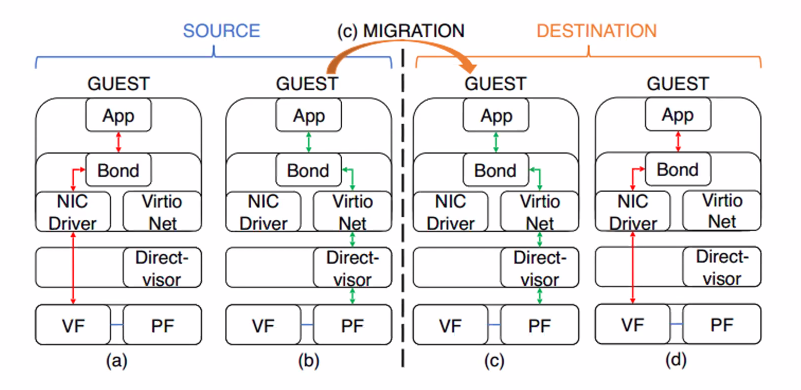 SOURCE (c) MIGRATION DESTINATION
GUEST GUEST GUEST GUEST
App App App App
Bond Bond Bond Bond
NIC Driver Virtio Net NIC Driver Virtio Net NIC Driver Virtio Net NIC Driver Virtio Net
Direct-visor Direct-visor Direct-visor Direct-visor
VF PF VF PF VF PF VF PF
(a) (b) (c) (d)